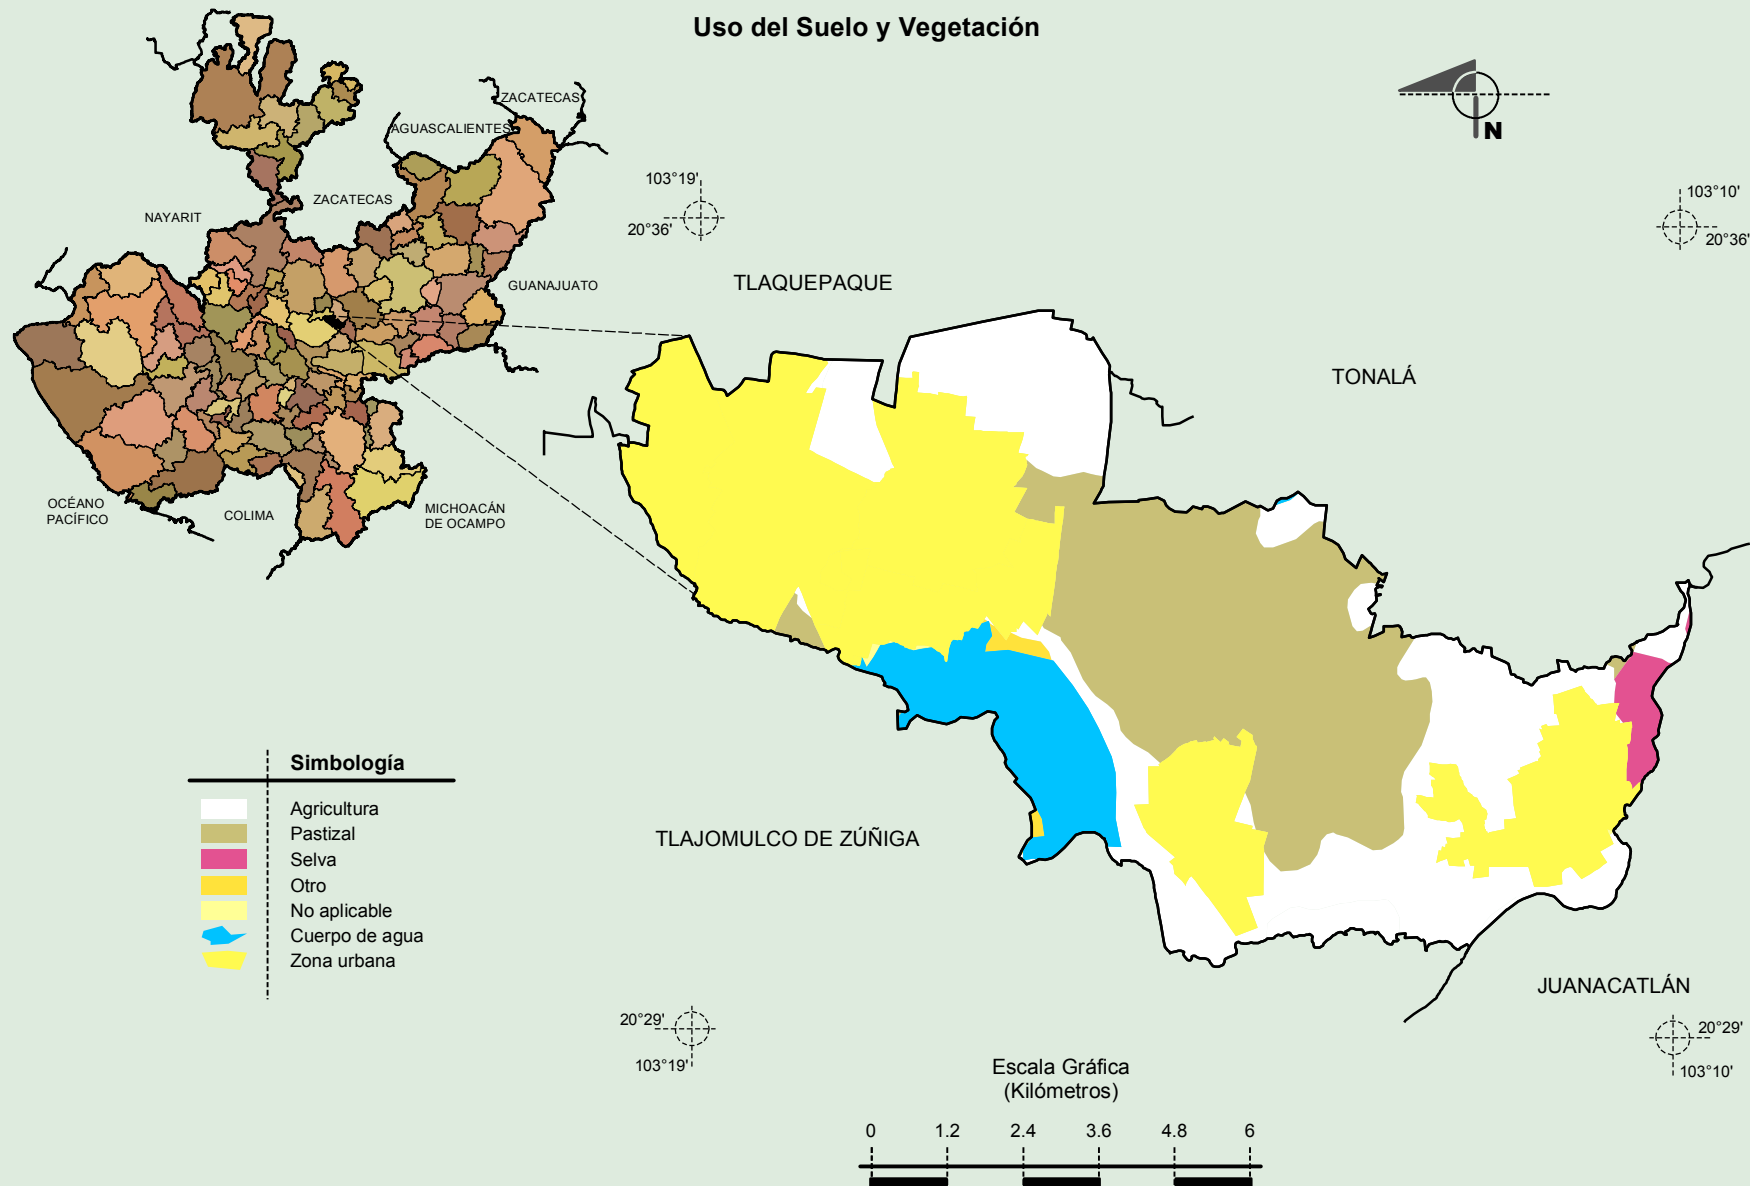 Uso del Suelo y Vegetación
N
ZACATECAS
AGUASCALIENTES
ZACATECAS
NAYARIT
GUANAJUATO
OCÉANO
PACÍFICO
COLIMA
MICHOACÁN
DE OCAMPO
103°19'
20°36'
103°10'
20°36'
TLAQUEPAQUE
TONALÁ
TLAJOMULCO DE ZÚÑIGA
JUANACATLÁN
Simbología
Agricultura
Pastizal
Selva
Otro
No aplicable
Cuerpo de agua
Zona urbana
20°29'
103°19'
20°29'
103°10'
Escala Gráfica
(Kilómetros)
0 1.2 2.4 3.6 4.8 6